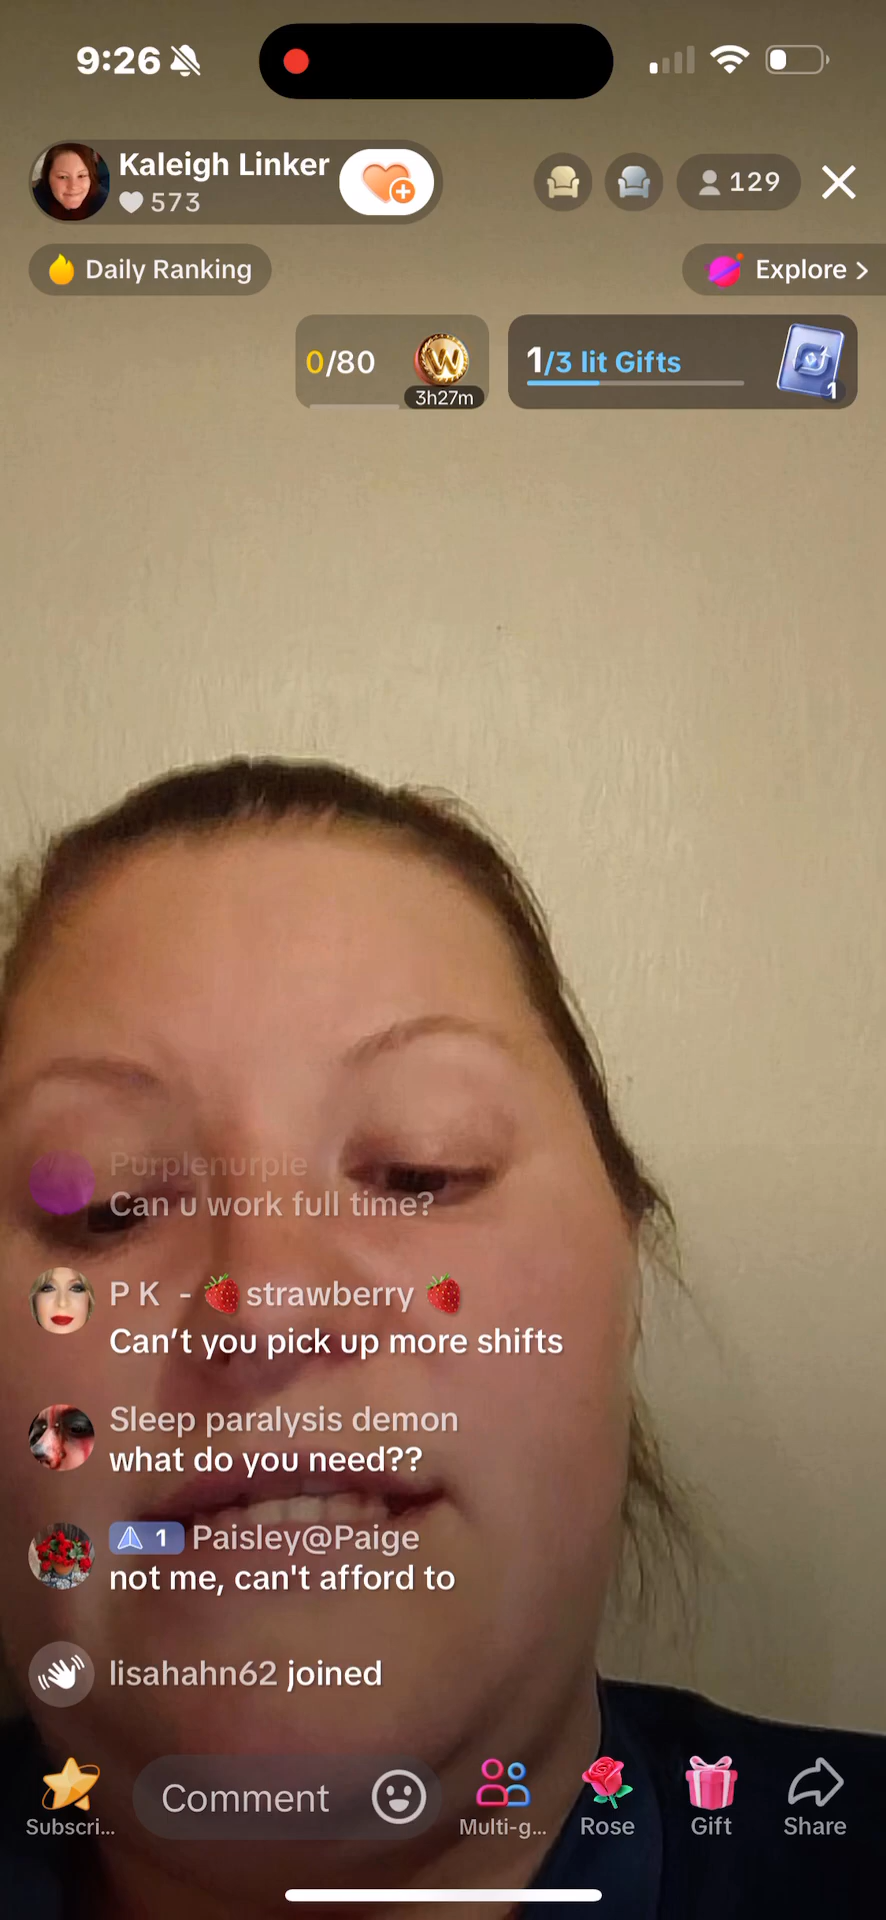 9:26
Kaleigh Linker
573
129
Daily Ranking
Explore >
0/80
3h27m
1/3 lit Gifts
1
Purplenurple
Can u work full time?
P K - 🍓 strawberry 🍓
Can’t you pick up more shifts
Sleep paralysis demon
what do you need??
1 Paisley@Paige
not me, can't afford to
lisahahn62 joined
Subscri...
Comment
Multi-g...
Rose
Gift
Share